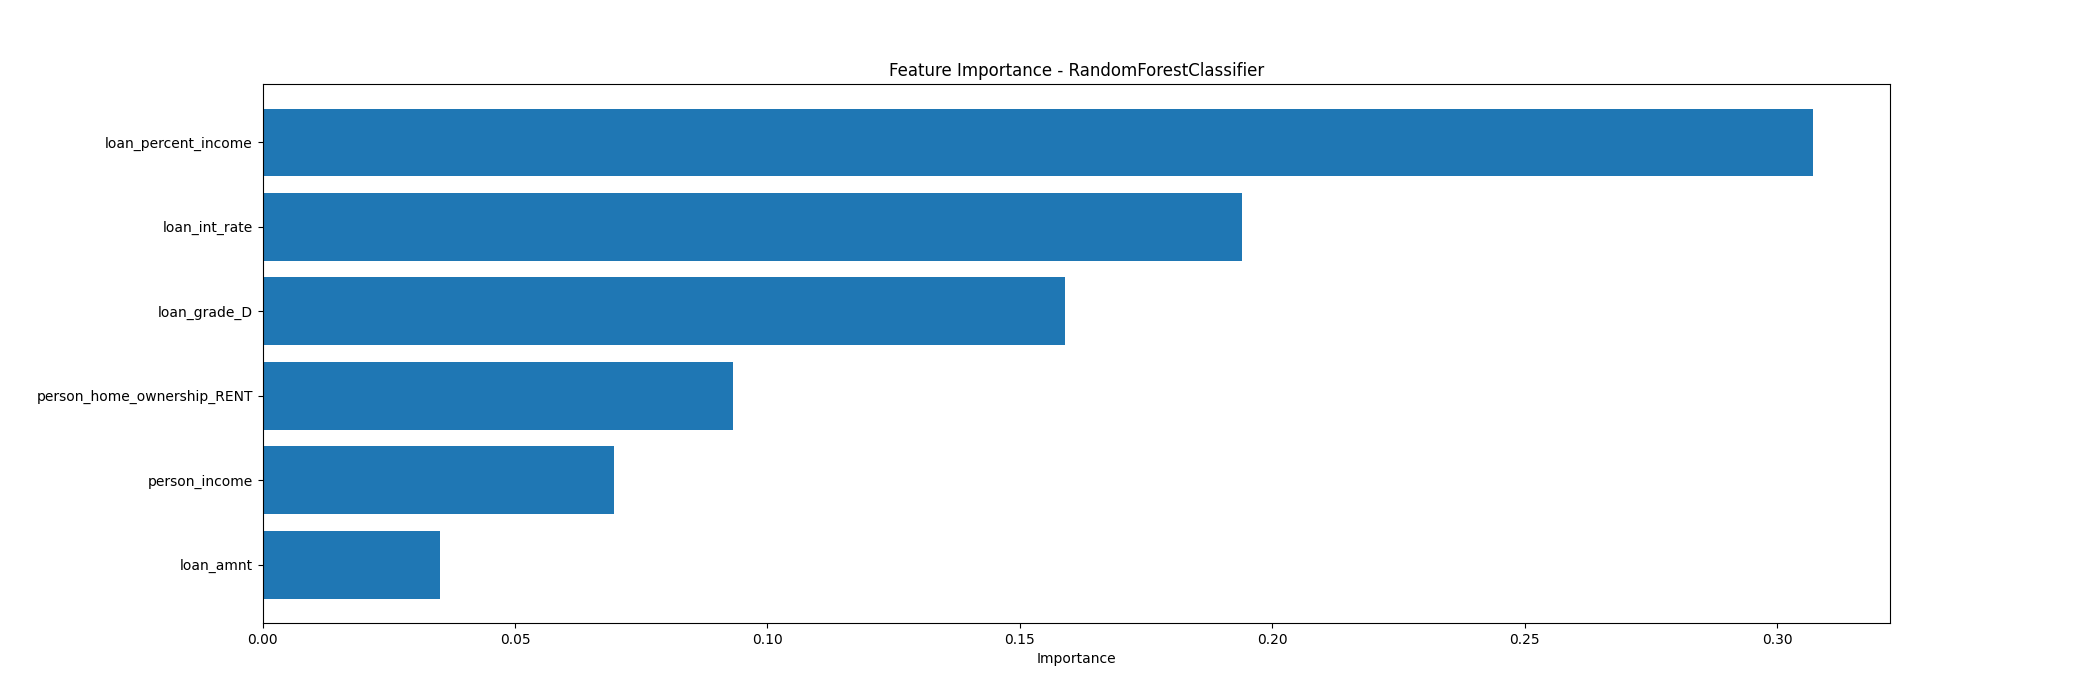 Feature Importance - RandomForestClassifier
loan_percent_income
loan_int_rate
loan_grade_D
person_home_ownership_RENT
person_income
loan_amnt
0.00 0.05 0.10 0.15 0.20 0.25 0.30
Importance